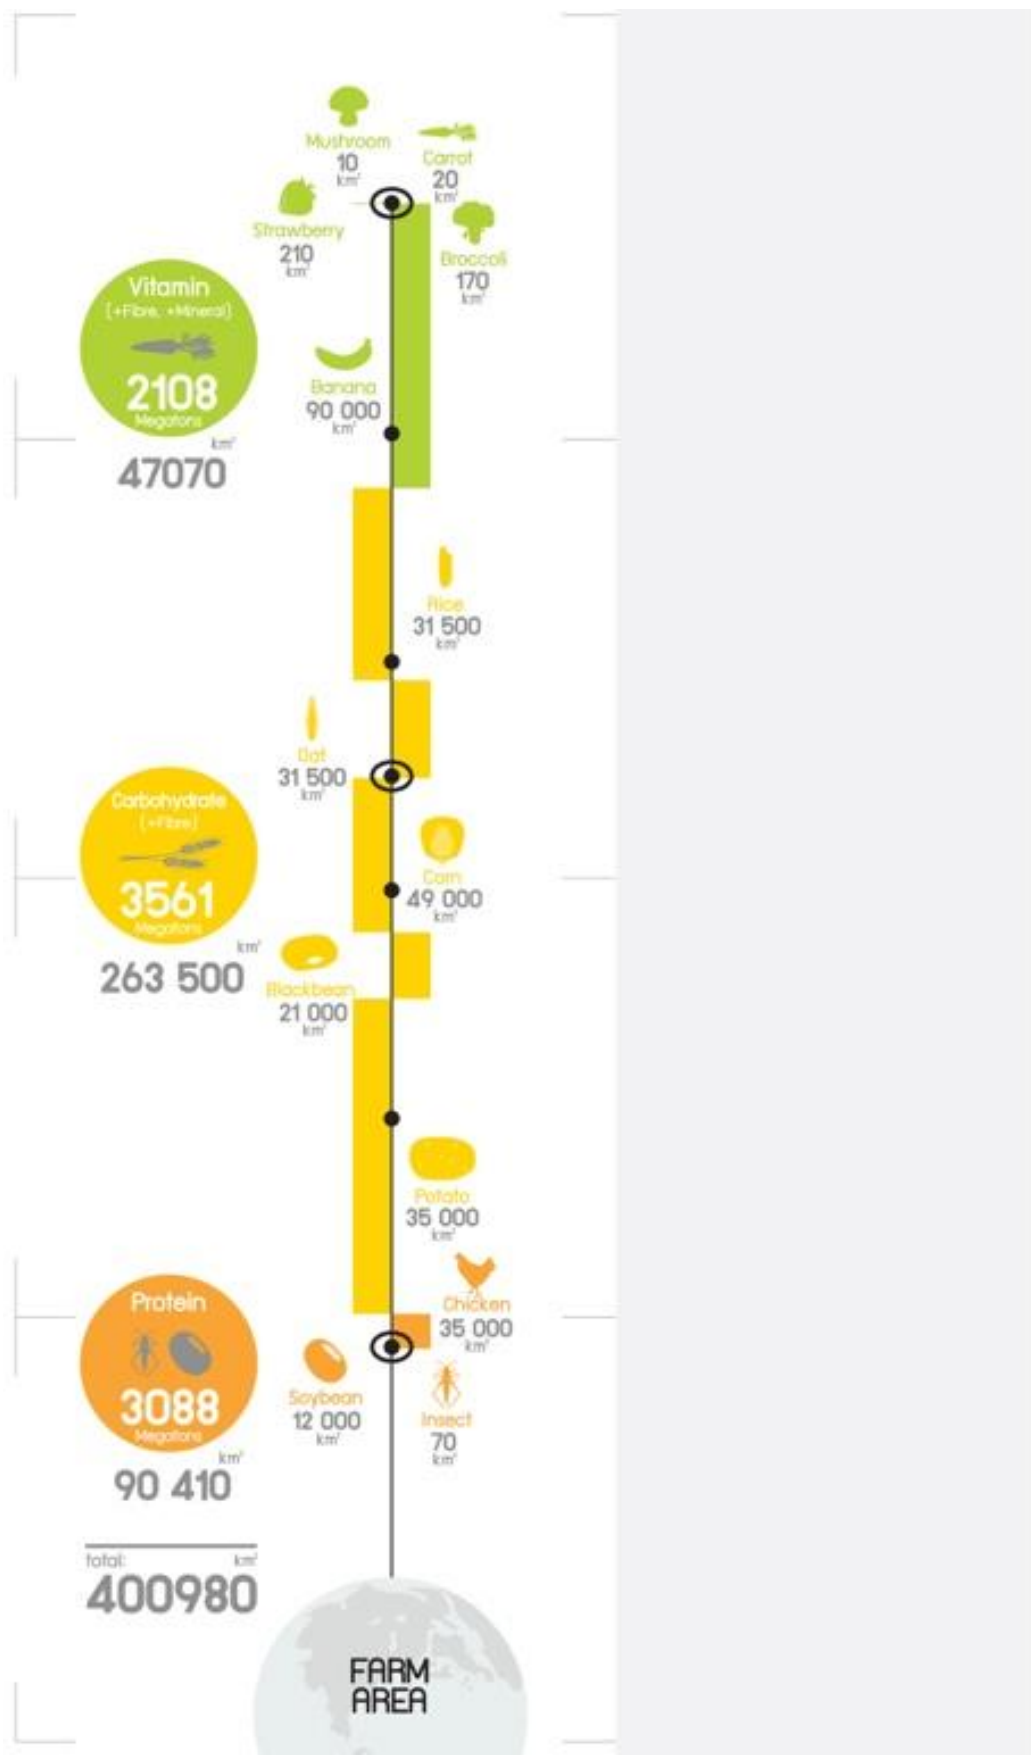 Mushroom
10
km²
Carrot
20
km²
Strawberry
210
km²
Broccoli
170
km²
Vitamin
(+Fibre, +Mineral)
2108
Megatons
km²
47070
Banana
90 000
km²
Rice
31 500
km²
Oat
31 500
km²
Carbohydrate
(+Fibre)
3561
Megatons
km²
263 500
Corn
49 000
km²
Blackbean
21 000
km²
Potato
35 000
km²
Protein
3088
Megatons
km²
90 410
Chicken
35 000
km²
Soybean
12 000
km²
Insect
70
km²
total:
km²
400980
FARM
AREA